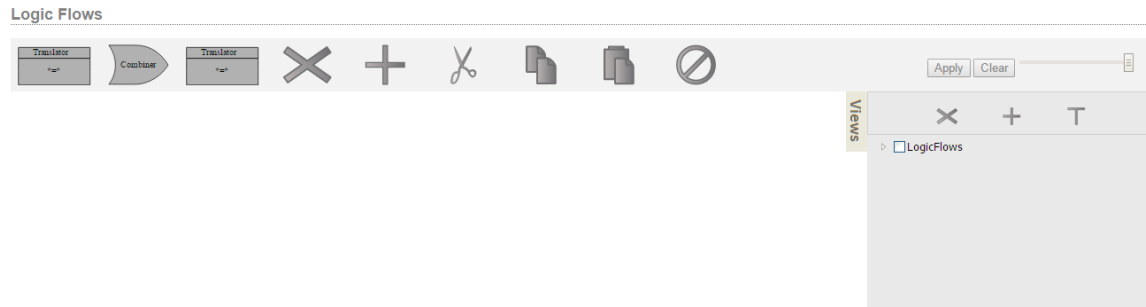 Logic Flows
Translator
*=*
Combiner
Translator
*=*
Apply
Clear
Views
LogicFlows